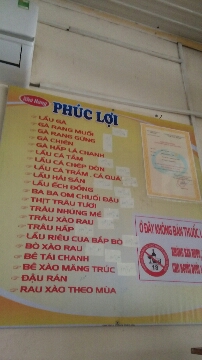 Nhà Hàng
PHÚC LỢI
LẨU GÀ
GÀ RANG MUỐI
GÀ RANG GỪNG
GÀ CHIÊN
GÀ HẤP LÁ CHANH
LẨU CÁ TẦM
LẨU CÁ CHÉP DÒN
LẨU CÁ TRẮM, CÁ QUẢ
LẨU HẢI SẢN
LẨU ẾCH ĐỒNG
BA BA OM CHUỐI ĐẬU
THỊT TRÂU TƯƠI
TRÂU NHÚNG MẺ
TRÂU XÀO RAU
TRÂU NẤP
LẨU RIÊU CUA BẮP BÒ
BÒ XÀO RAU
BÊ TÁI CHANH
BÊ XÀO MĂNG TRÚC
ĐẬU RÁN
RAU XÀO THEO MÙA
Ở ĐÂY KHÔNG BÁN THUỐC L
18